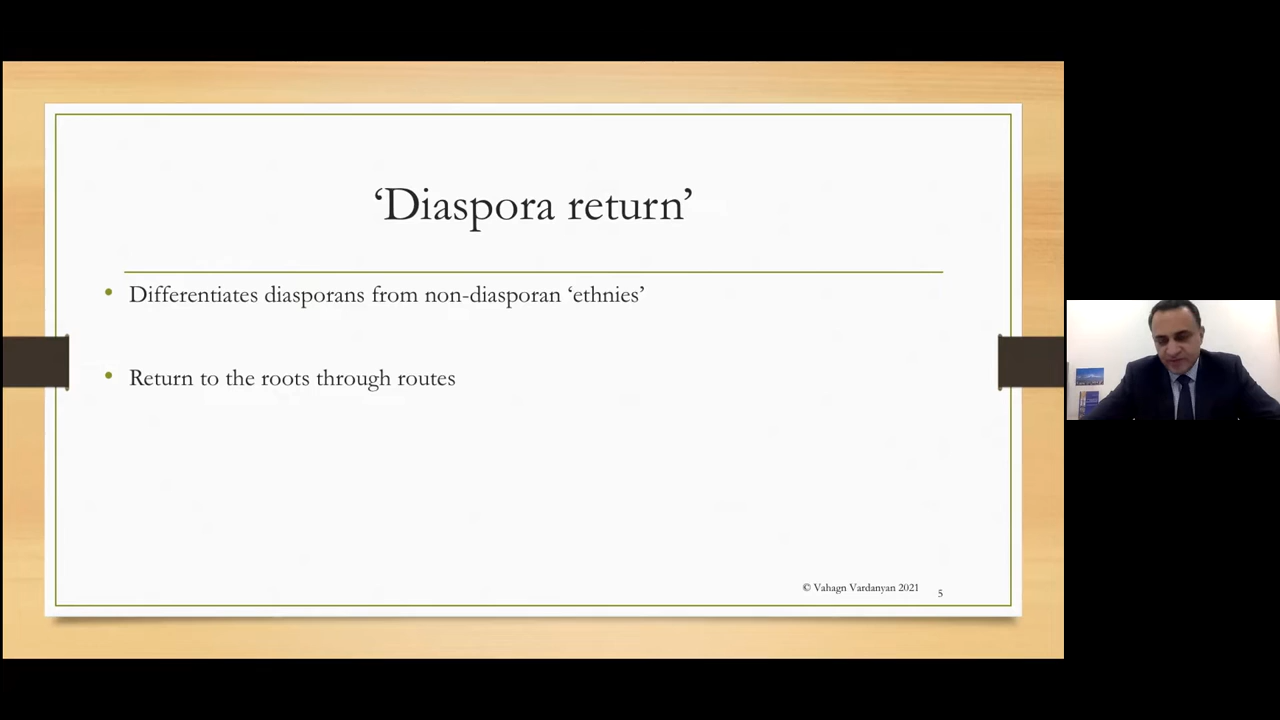 ‘Diaspora return’
• Differentiates diasporans from non-diasporan ‘ethnies’
• Return to the roots through routes
© Vahagn Vardanyan 2021
5